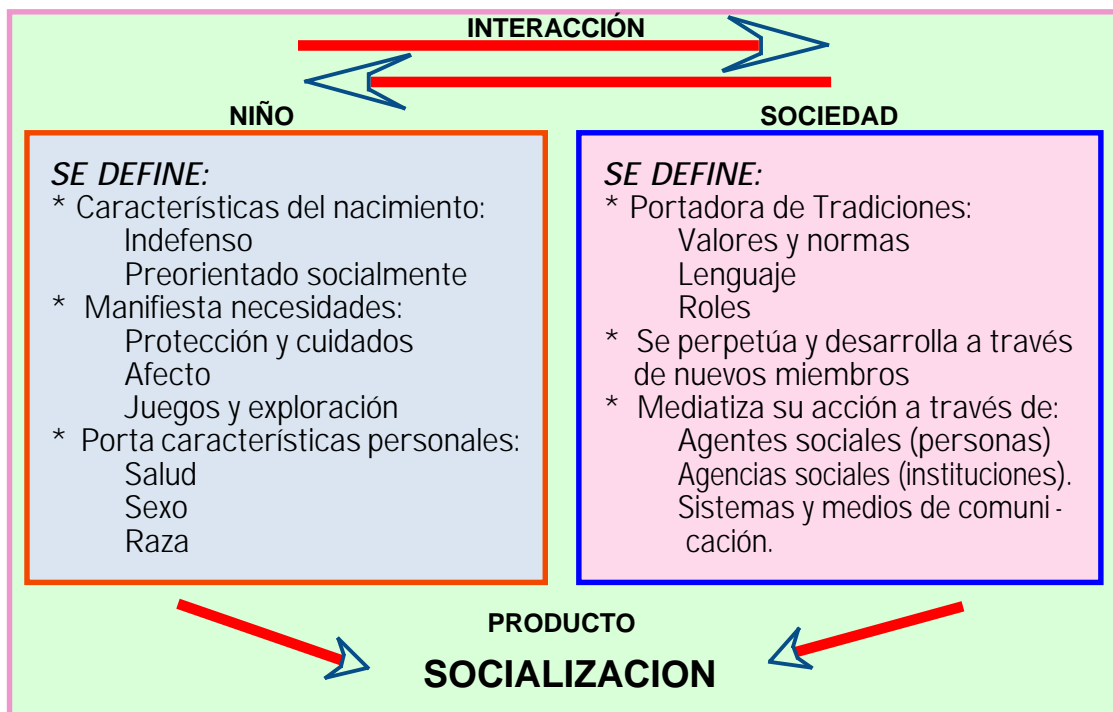 INTERACCIÓN
NIÑO
SE DEFINE:
* Características del nacimiento:
Indefenso
Preorientado socialmente
* Manifiesta necesidades:
Protección y cuidados
Afecto
Juegos y exploración
* Porta características personales:
Salud
Sexo
Raza
SOCIEDAD
SE DEFINE:
* Portadora de Tradiciones:
Valores y normas
Lenguaje
Roles
* Se perpetúa y desarrolla a través
de nuevos miembros
* Mediatiza su acción a través de:
Agentes sociales (personas)
Agencias sociales (instituciones).
Sistemas y medios de comuni-
cación.
PRODUCTO
SOCIALIZACION